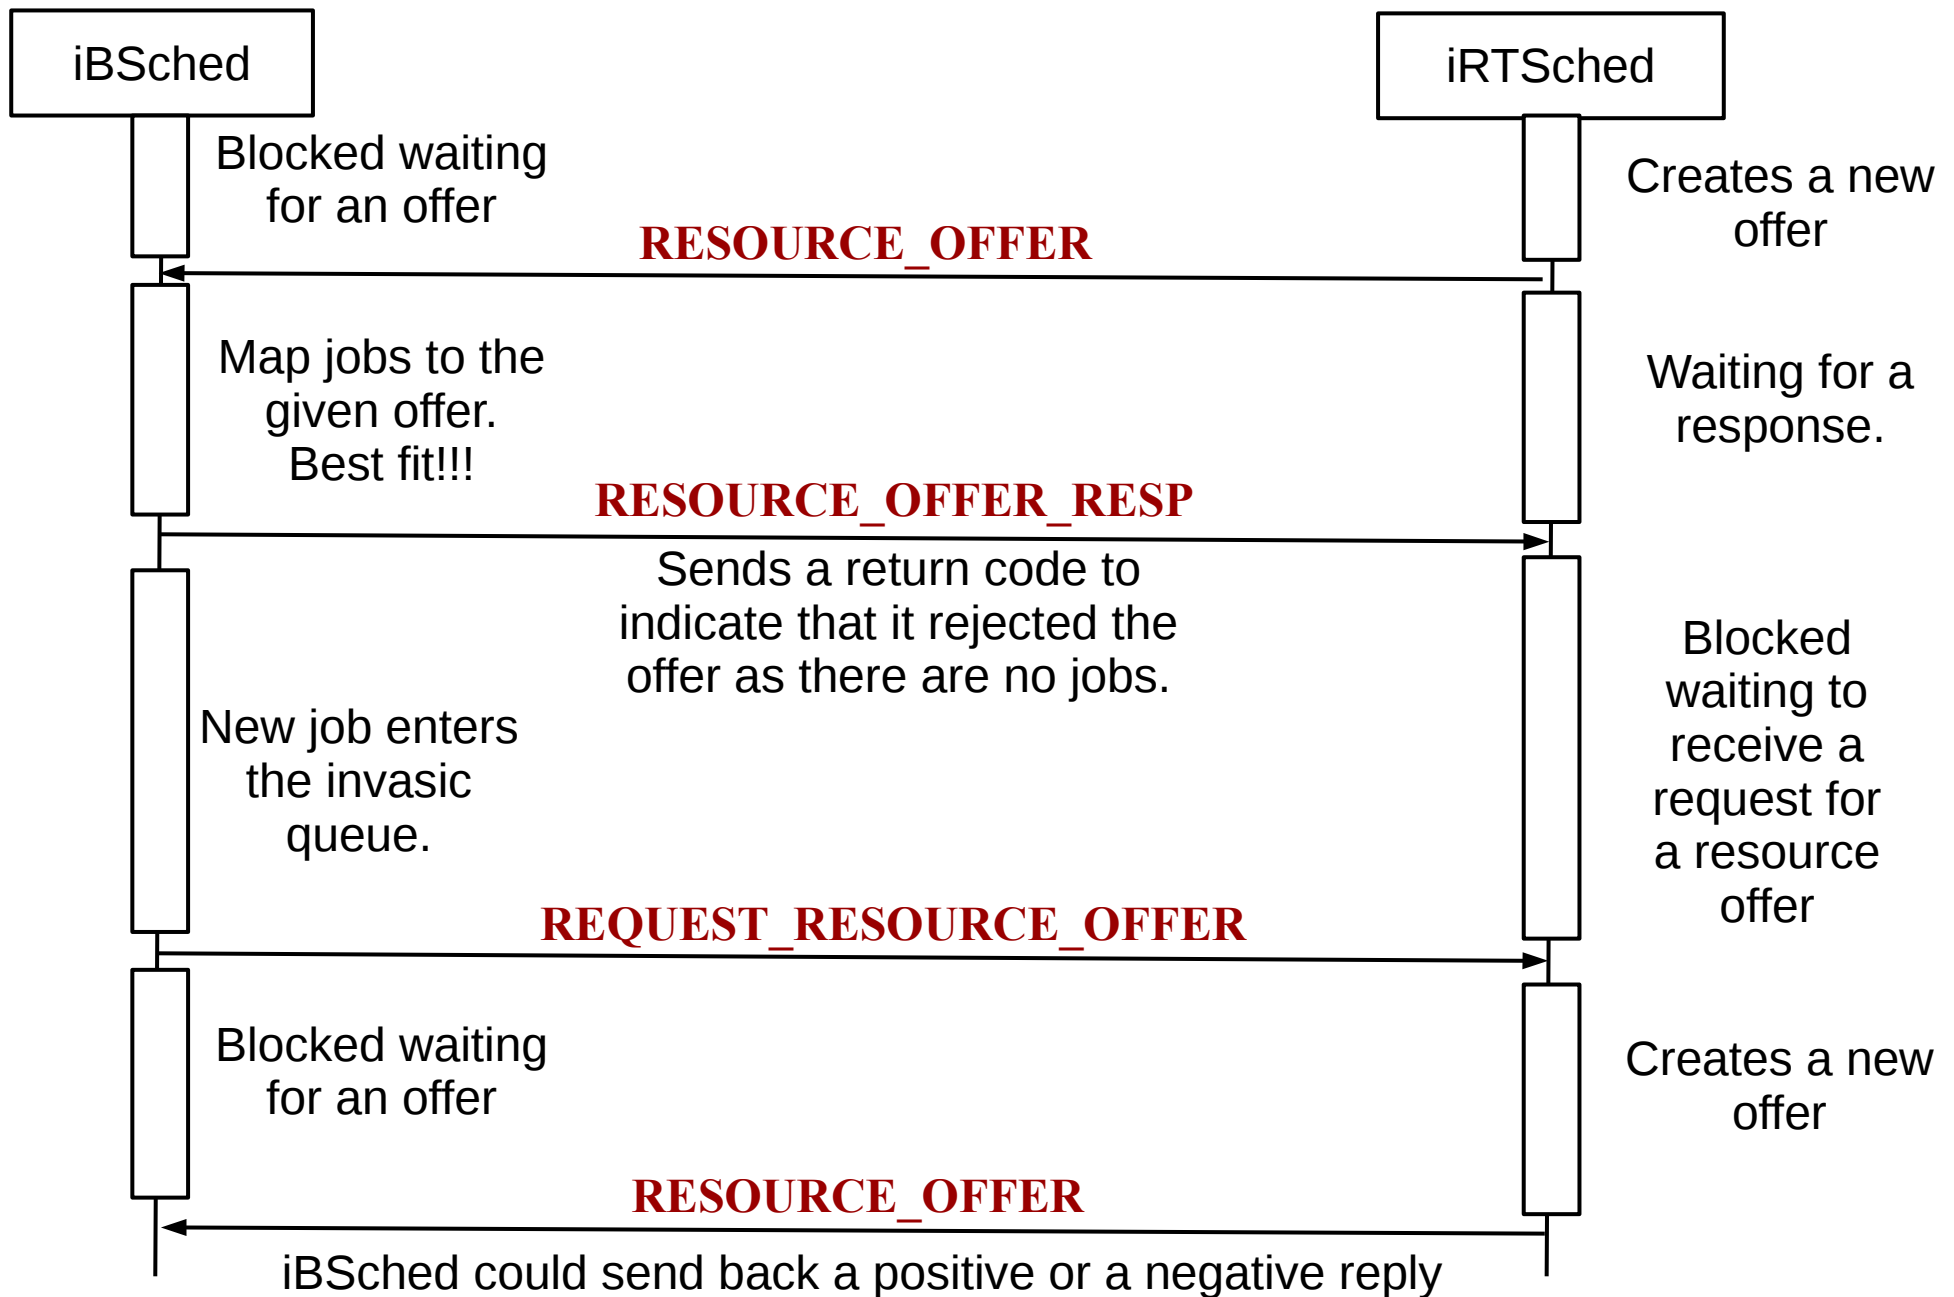 iBSched
iRTSched
Blocked waiting
for an offer
Creates a new
offer
RESOURCE_OFFER
Map jobs to the
given offer.
Best fit!!!
Waiting for a
response.
RESOURCE_OFFER_RESP
Sends a return code to
indicate that it rejected the
offer as there are no jobs.
New job enters
the invasic
queue.
Blocked
waiting to
receive a
request for
a resource
offer
REQUEST_RESOURCE_OFFER
Blocked waiting
for an offer
Creates a new
offer
RESOURCE_OFFER
iBSched could send back a positive or a negative reply